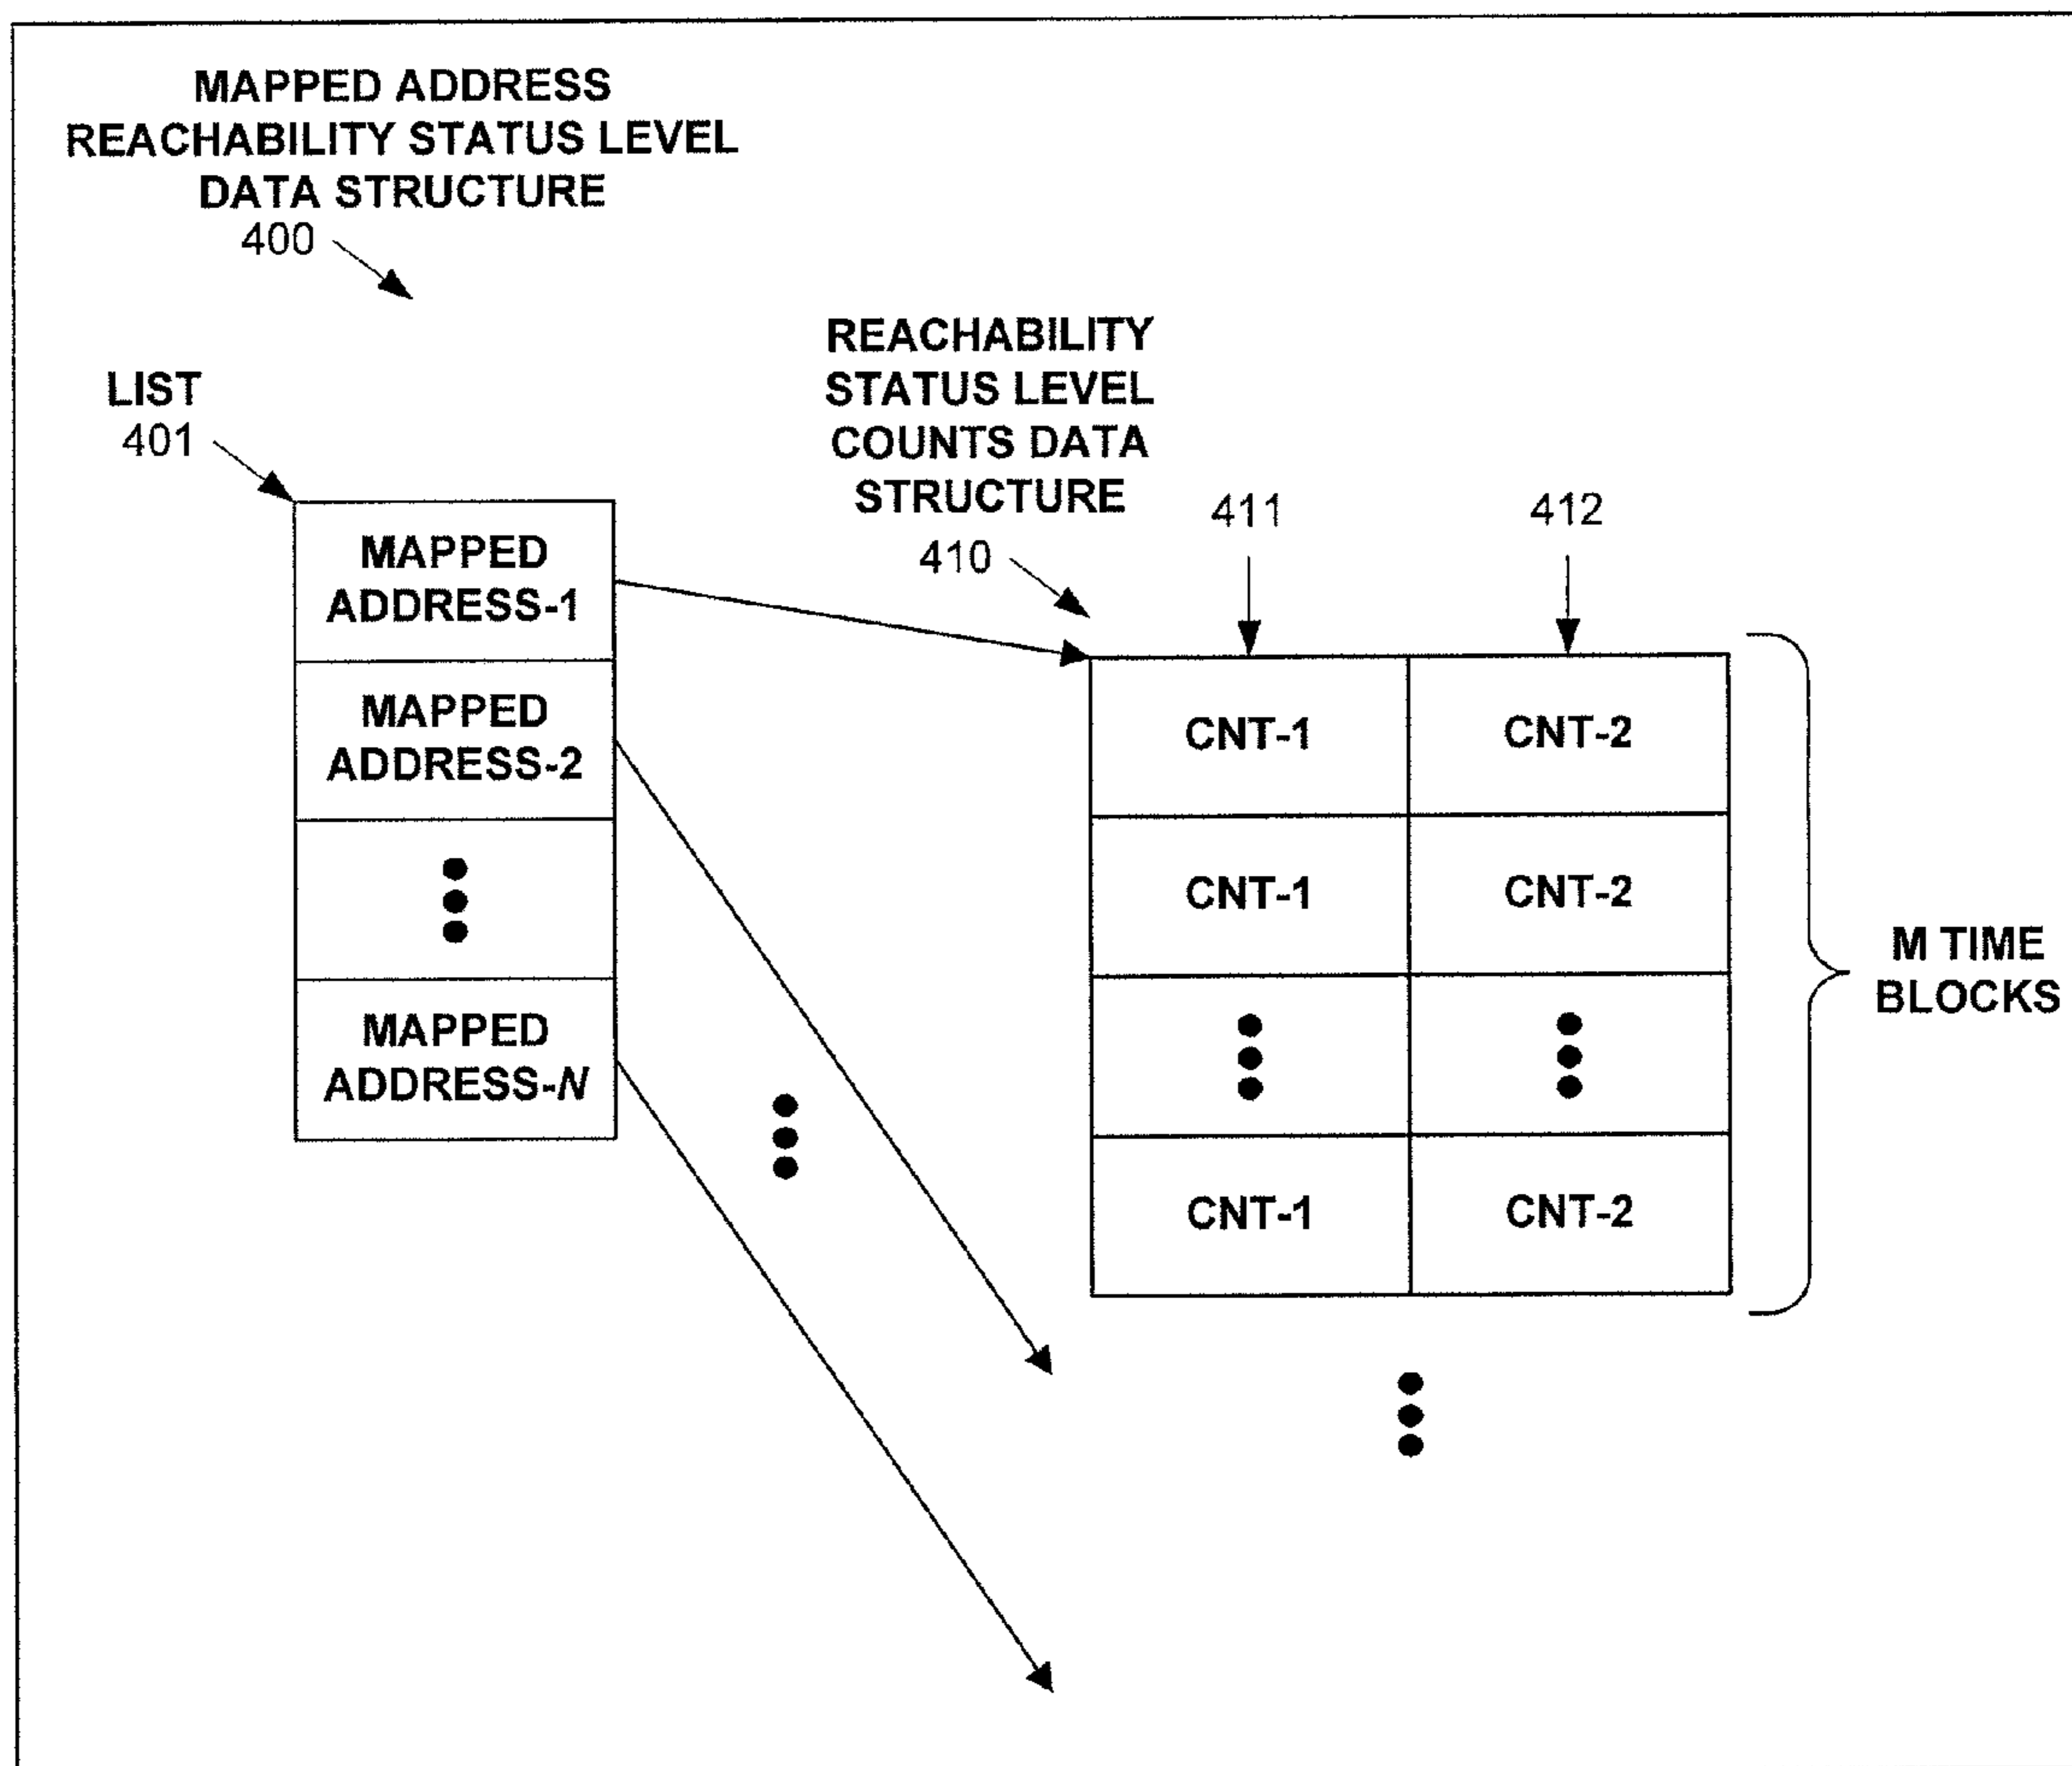 MAPPED ADDRESS
REACHABILITY STATUS LEVEL
DATA STRUCTURE
400
LIST
401
REACHABILITY
STATUS LEVEL
COUNTS DATA
STRUCTURE
410
411
412
MAPPED
ADDRESS-1
MAPPED
ADDRESS-2
MAPPED
ADDRESS-N
CNT-1
CNT-2
CNT-1
CNT-2
CNT-1
CNT-2
M TIME
BLOCKS